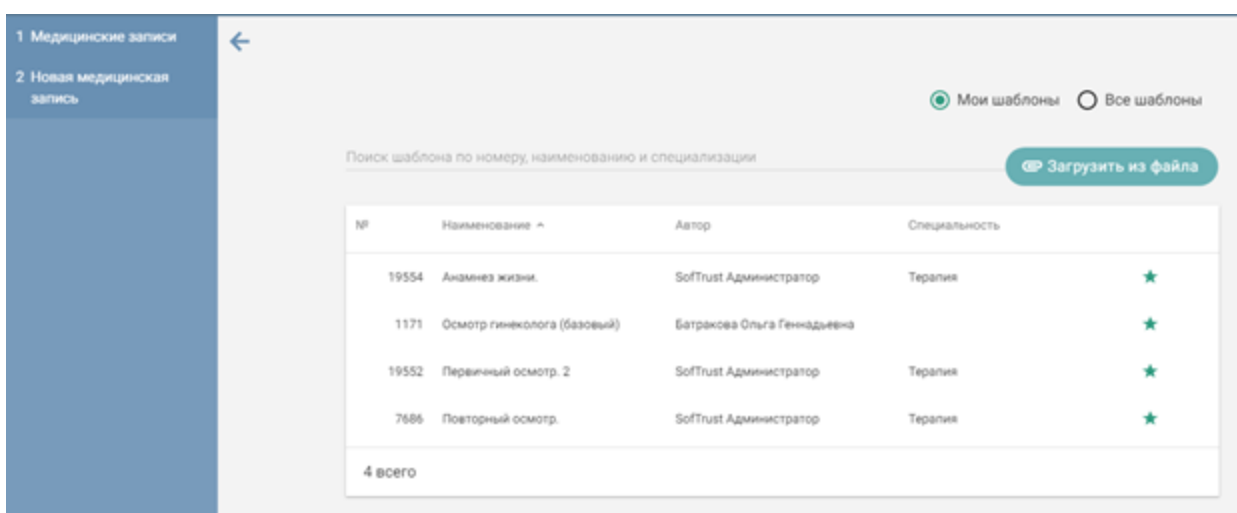 1 Медицинские записи
2 Новая медицинская
запись
Мои шаблоны Все шаблоны
Поиск шаблона по номеру, наименованию и специализации
Загрузить из файла
№ Наименование Автор Специальность
19554 Анамнез жизни. SofTrust Администратор Терапия
1171 Осмотр гинеколога (базовый) Батракова Ольга Геннадьевна
19552 Первичный осмотр. 2 SofTrust Администратор Терапия
7686 Повторный осмотр. SofTrust Администратор Терапия
4 всего